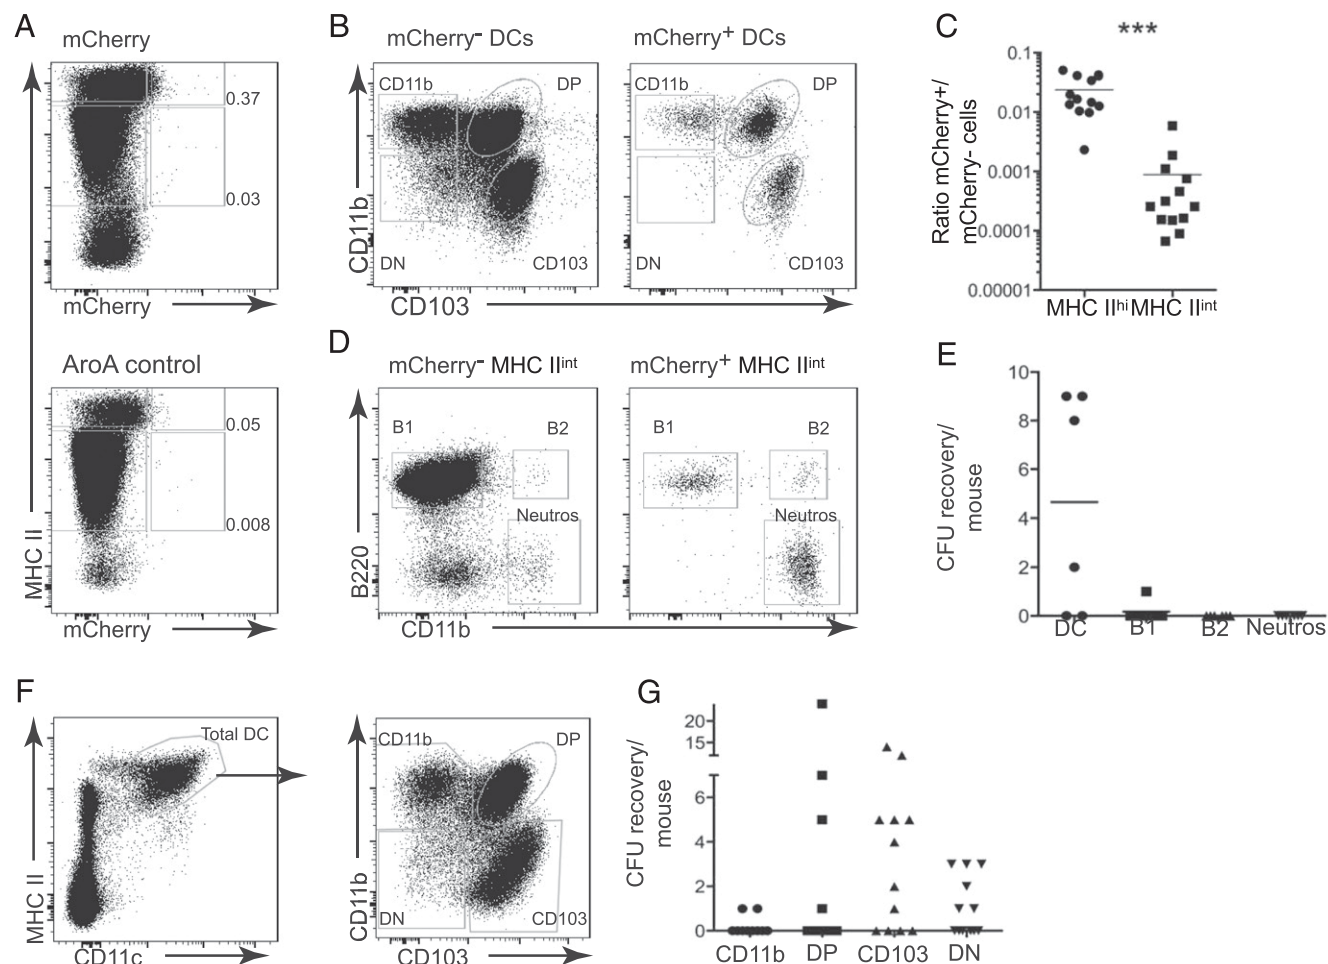 A
mCherry
0.37
0.03
mCherry
AroA control
0.05
0.008
MHC II
mCherry
B
mCherry- DCs
mCherry+ DCs
CD11b
DP
CD11b
DP
DN
CD103
DN
CD103
CD11b
CD103
C
***
0.1
0.01
0.001
0.0001
0.00001
Ratio mCherry+/
mCherry- cells
MHC IIhi
MHC IIint
D
mCherry- MHC IIint
mCherry+ MHC IIint
B1
B2
B1
B2
Neutros
Neutros
B220
CD11b
E
10
8
6
4
2
0
CFU recovery/
mouse
DC
B1
B2
Neutros
F
Total DC
MHC II
CD11c
CD11b
DP
DN
CD103
CD11b
CD103
G
20
15
6
4
2
0
CFU recovery/
mouse
CD11b
DP
CD103
DN